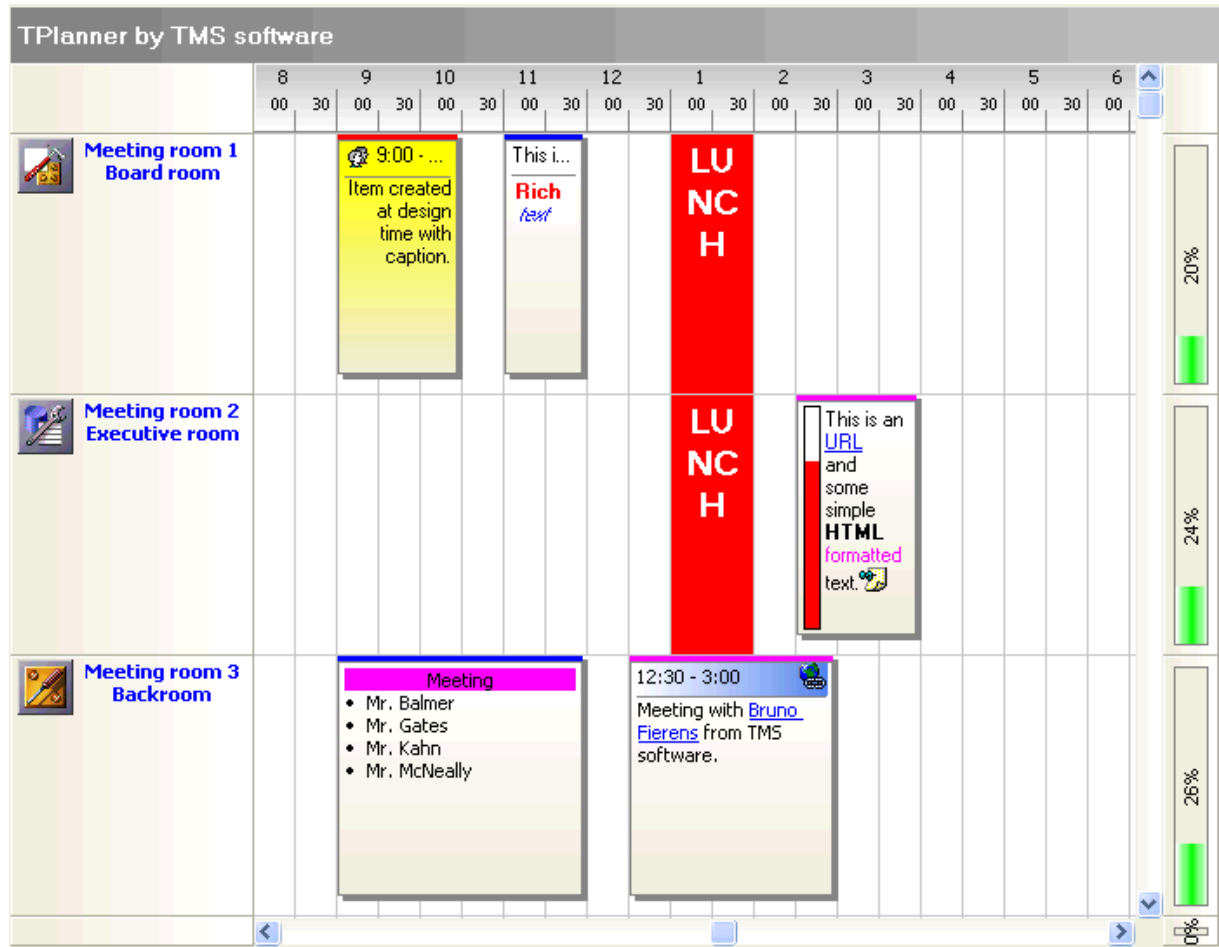 TPlanner by TMS software
8 9 10 11 12 1 2 3 4 5 6
00 30 00 30 00 30 00 30 00 30 00 30 00 30 00 30 00 30 00 30 00
Meeting room 1
Board room
9:00 - ...
Item created
at design
time with
caption.
This i...
Rich
text
LU
NC
H
20%
Meeting room 2
Executive room
LU
NC
H
This is an
URL
and
some
simple
HTML
formatted
text.
24%
Meeting room 3
Backroom
Meeting
• Mr. Balmer
• Mr. Gates
• Mr. Kahn
• Mr. McNeally
12:30 - 3:00
Meeting with Bruno
Fierens from TMS
software.
26%
0%